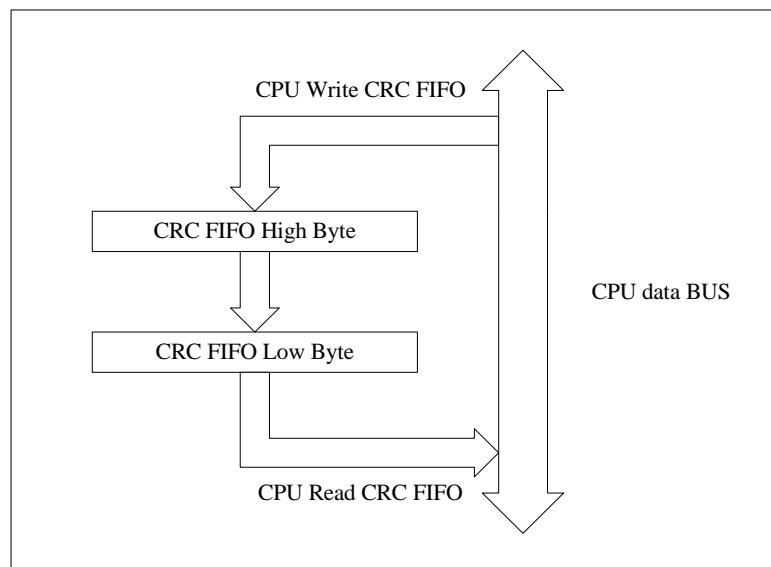 CPU Write CRC FIFO
CRC FIFO High Byte
CPU data BUS
CRC FIFO Low Byte
CPU Read CRC FIFO